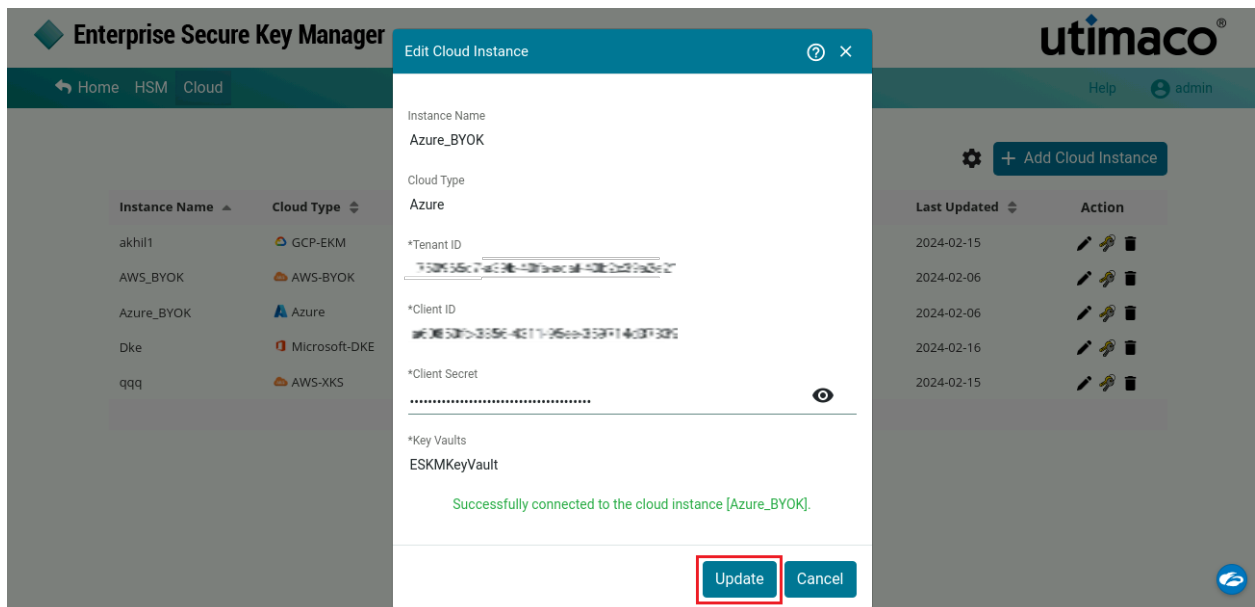 Enterprise Secure Key Manager
utimaco®
Home HSM Cloud
Help admin
+ Add Cloud Instance
Instance Name Cloud Type Last Updated Action
akhil1 GCP-EKM 2024-02-15
AWS_BYOK AWS-BYOK 2024-02-06
Azure_BYOK Azure 2024-02-06
Dke Microsoft-DKE 2024-02-16
qqq AWS-XKS 2024-02-15
Edit Cloud Instance
Instance Name
Azure_BYOK
Cloud Type
Azure
*Tenant ID
*Client ID
*Client Secret
*Key Vaults
ESKMKeyVault
Successfully connected to the cloud instance [Azure_BYOK].
Update Cancel